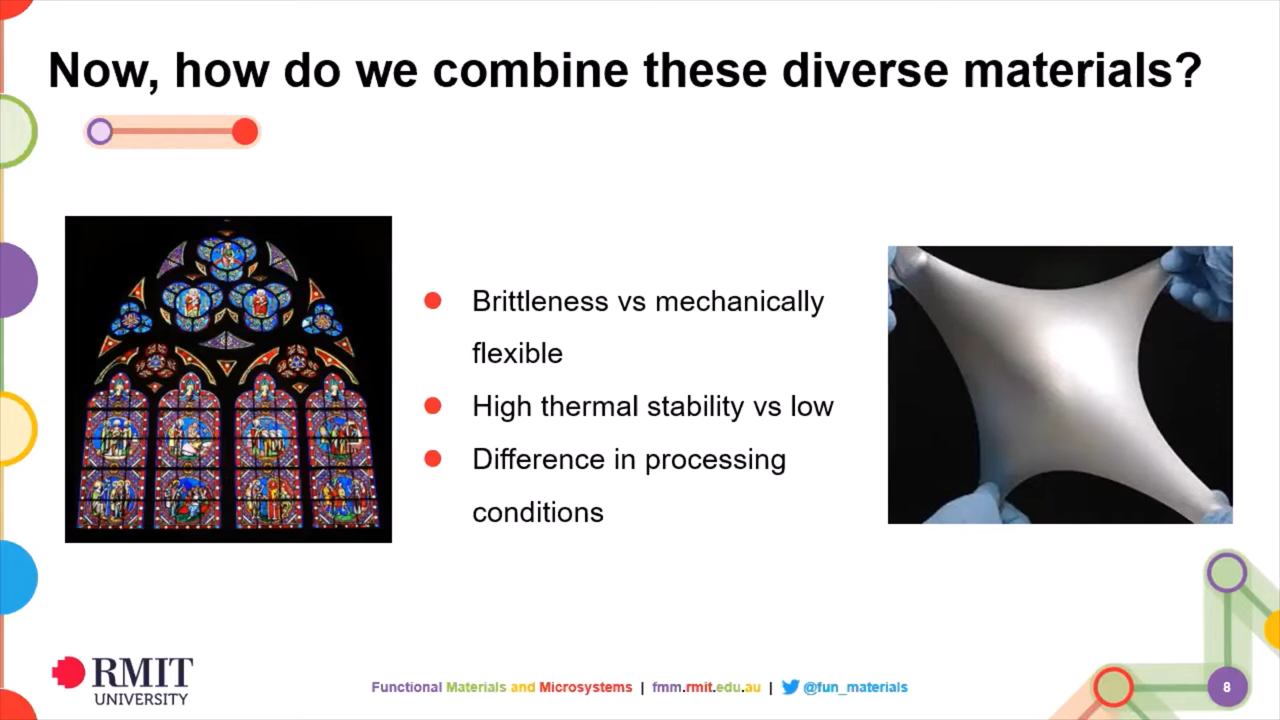 Now, how do we combine these diverse materials?
Brittleness vs mechanically
flexible
High thermal stability vs low
Difference in processing
conditions
RMIT
UNIVERSITY
Functional Materials and Microsystems | fmm.rmit.edu.au | @fun_materials
8